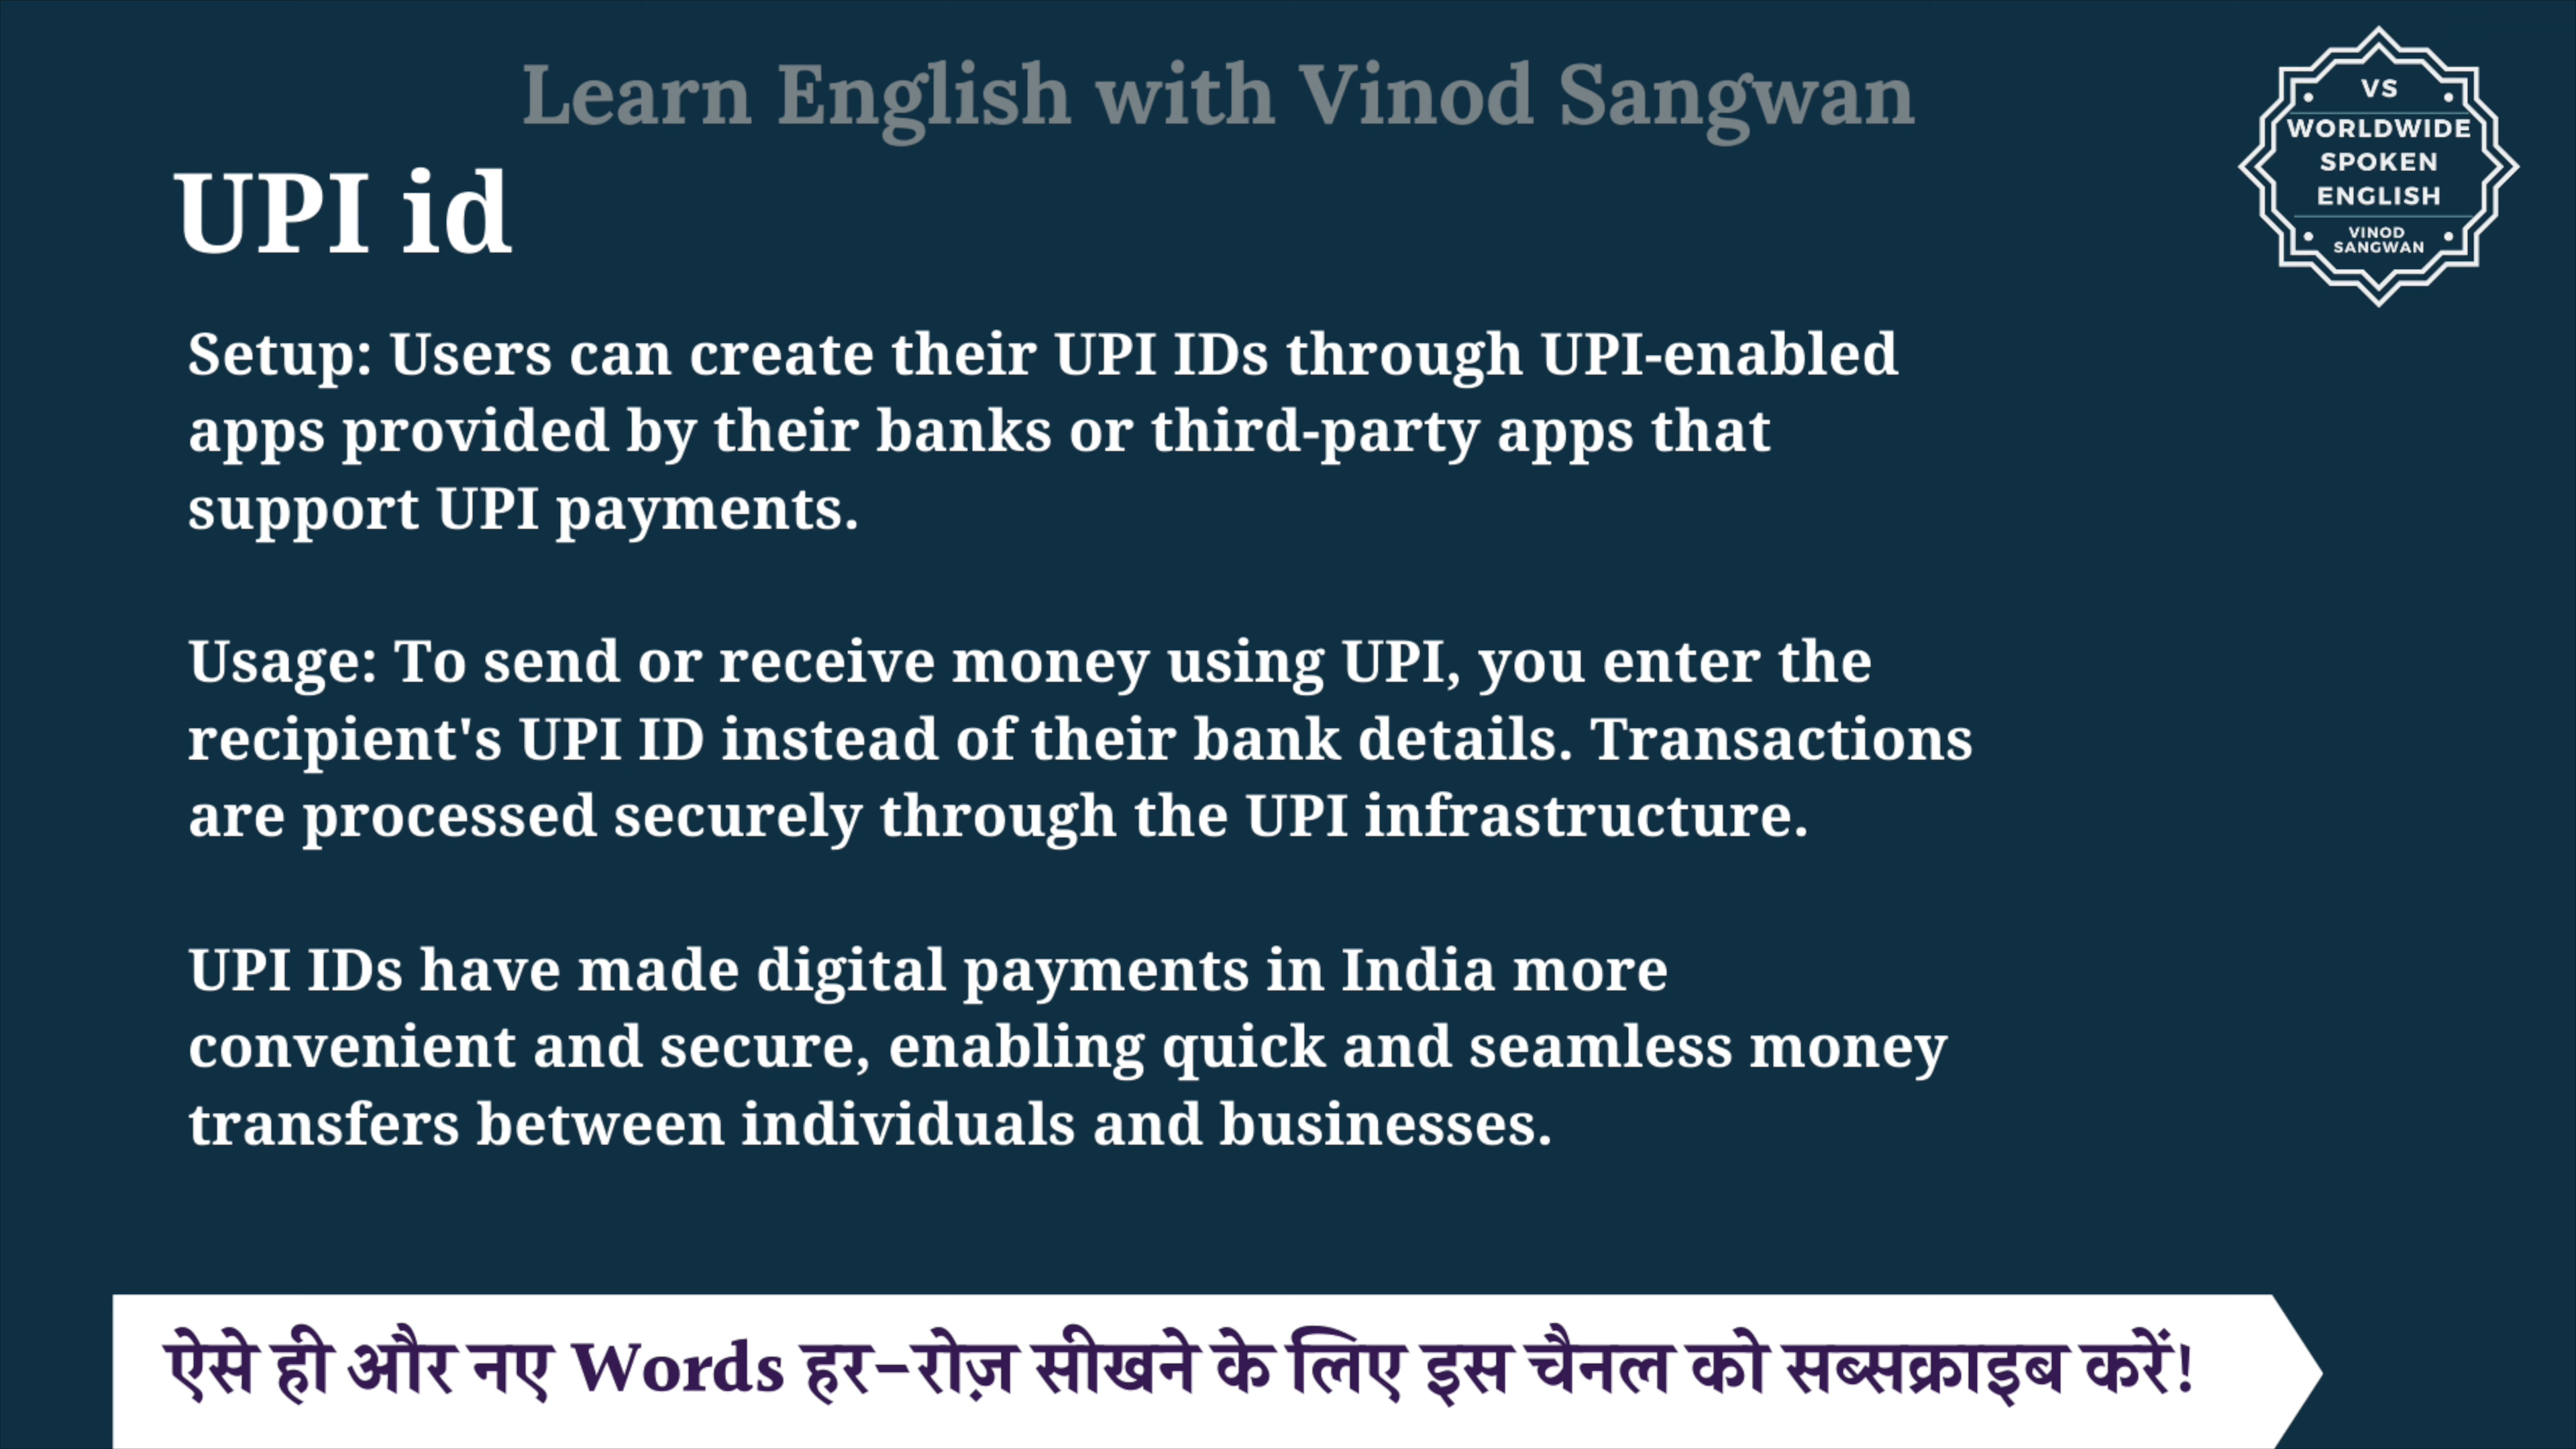 Learn English with Vinod Sangwan
VS
WORLDWIDE
SPOKEN
ENGLISH
VINOD
SANGWAN
UPI id
Setup: Users can create their UPI IDs through UPI-enabled
apps provided by their banks or third-party apps that
support UPI payments.
Usage: To send or receive money using UPI, you enter the
recipient's UPI ID instead of their bank details. Transactions
are processed securely through the UPI infrastructure.
UPI IDs have made digital payments in India more
convenient and secure, enabling quick and seamless money
transfers between individuals and businesses.
ऐसे ही और नए Words हर-रोज़ सीखने के लिए इस चैनल को सब्सक्राइब करें!